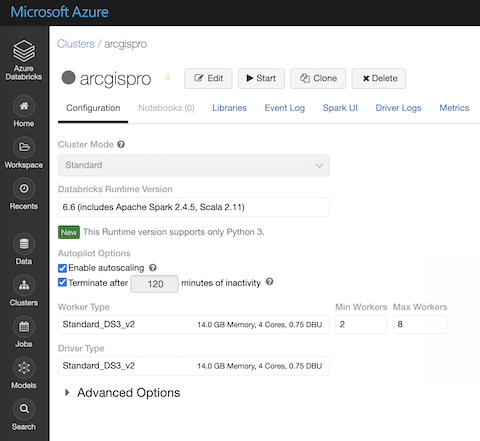 Microsoft Azure
Azure
Databricks
Home
Workspace
Recents
Data
Clusters
Jobs
Models
Search
Clusters / arcgispro
arcgispro
Edit
Start
Clone
Delete
Configuration
Notebooks (0)
Libraries
Event Log
Spark UI
Driver Logs
Metrics
Cluster Mode
Standard
Databricks Runtime Version
6.6 (includes Apache Spark 2.4.5, Scala 2.11)
New This Runtime version supports only Python 3.
Autopilot Options
Enable autoscaling
Terminate after 120 minutes of inactivity
Worker Type Min Workers Max Workers
Standard_DS3_v2 14.0 GB Memory, 4 Cores, 0.75 DBU 2 8
Driver Type
Standard_DS3_v2 14.0 GB Memory, 4 Cores, 0.75 DBU
Advanced Options